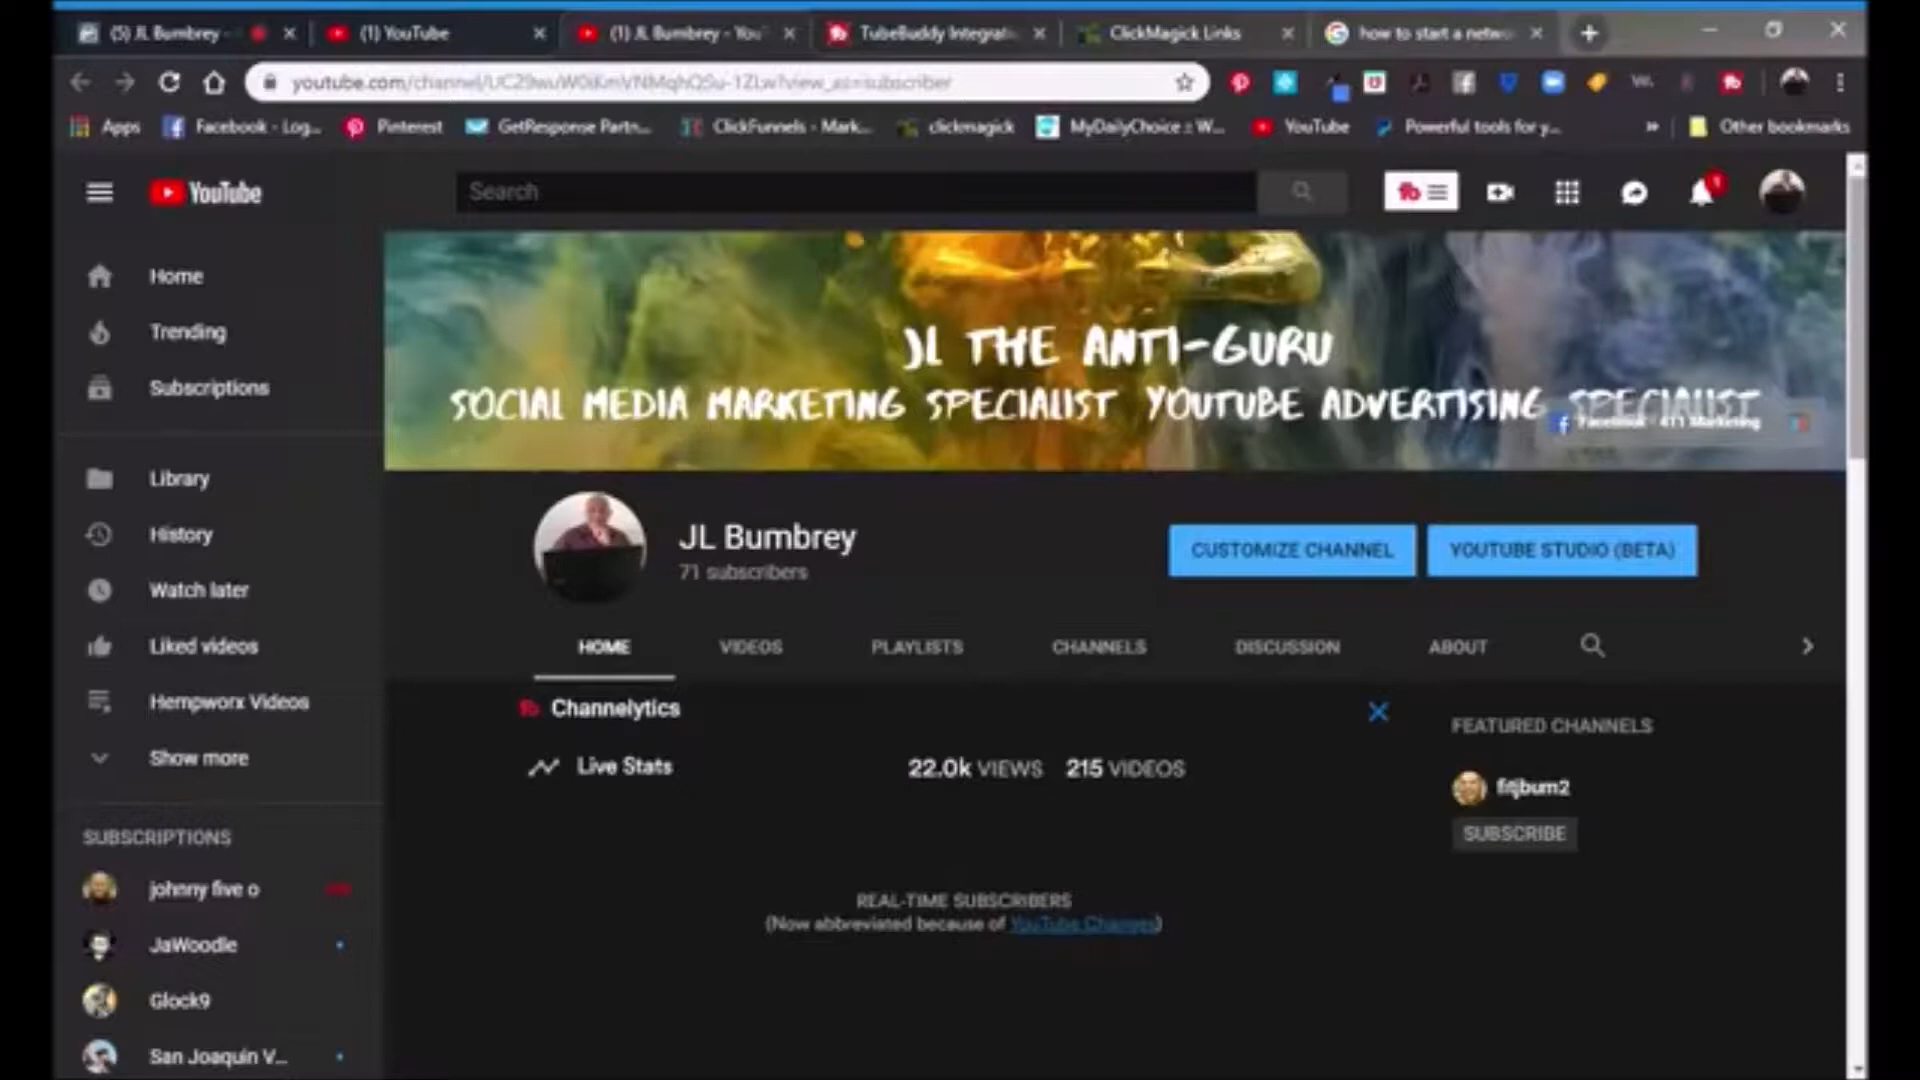 (5) JL Bumbrey -
(1) YouTube
(1) JL Bumbrey - You
TubeBuddy Integrati
ClickMagick Links
how to start a netwo
Apps
Facebook - Log...
Pinterest
GetResponse Partn...
ClickFunnels - Mark...
clickmagick
MyDailyChoice :: W...
YouTube
Powerful tools for y...
»
Other bookmarks
YouTube
Search
Home
Trending
Subscriptions
Library
History
Watch later
Liked videos
Hempworx Videos
Show more
SUBSCRIPTIONS
johnny five o
JaWoodle
Glock9
San Joaquin V...
JL THE ANTI-GURU
SOCIAL MEDIA MARKETING SPECIALIST YOUTUBE ADVERTISING SPECIALIST
Facebook - 411 Marketing
JL Bumbrey
71 subscribers
CUSTOMIZE CHANNEL
YOUTUBE STUDIO (BETA)
HOME
VIDEOS
PLAYLISTS
CHANNELS
DISCUSSION
ABOUT
Channelytics
Live Stats
22.0k VIEWS 215 VIDEOS
REAL-TIME SUBSCRIBERS
(Now abbreviated because of YouTube Changes)
FEATURED CHANNELS
fitjbum2
SUBSCRIBE